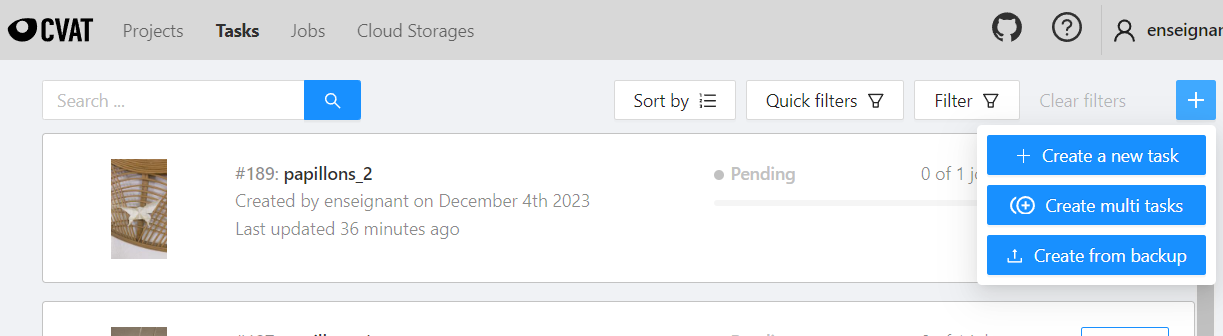 CVAT Projects Tasks Jobs Cloud Storages enseignan
Search ... Sort by Quick filters Filter Clear filters
Create a new task
#189: papillons_2 Pending 0 of 1 jo
Created by enseignant on December 4th 2023
Create multi tasks
Last updated 36 minutes ago
Create from backup